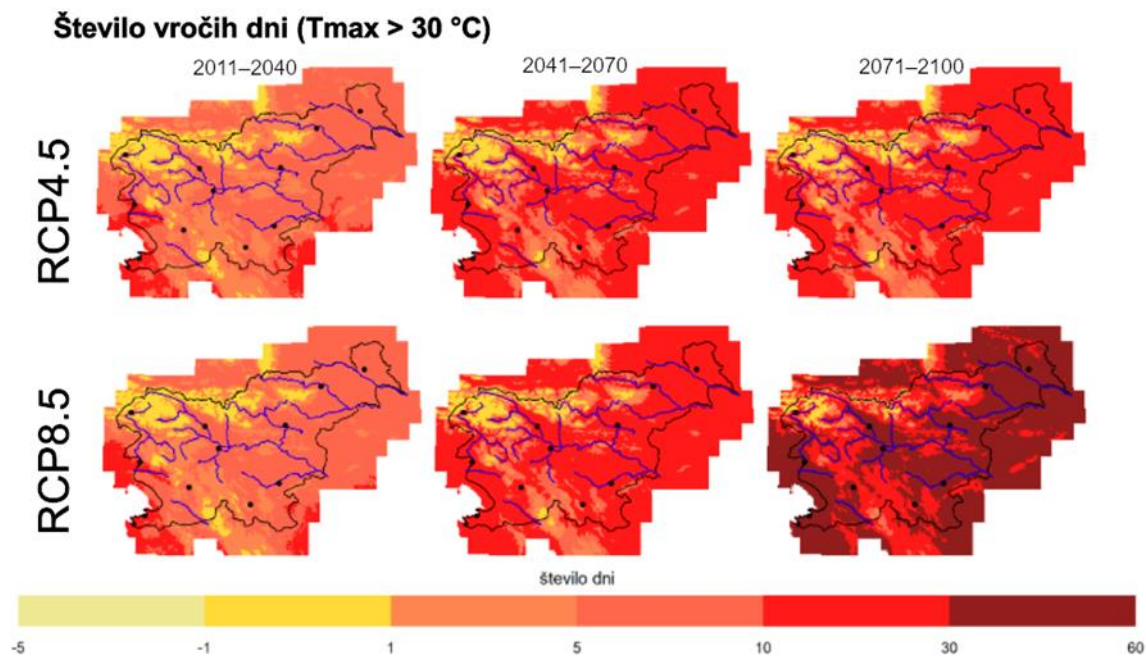 Število vročih dni (Tmax > 30 °C)
2011–2040 2041–2070 2071–2100
RCP4.5
RCP8.5
število dni
-5 -1 1 5 10 30 60